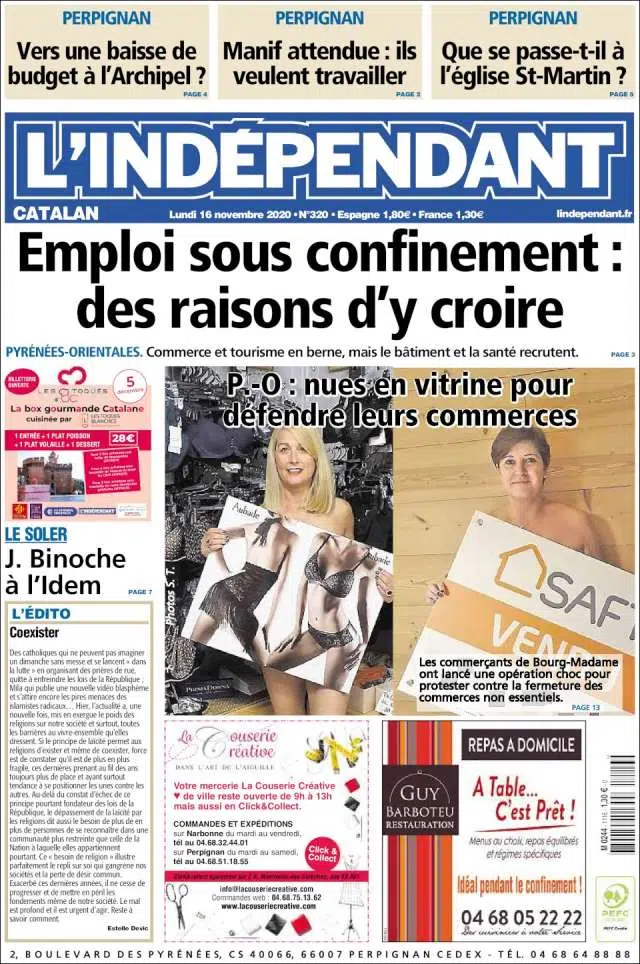 PERPIGNAN
Vers une baisse de
budget à l'Archipel ?
PAGE 4
PERPIGNAN
Manif attendue : ils
veulent travailler
PAGE 2
PERPIGNAN
Que se passe-t-il à
l'église St-Martin ?
PAGE 5
L'INDÉPENDANT
CATALAN
Lundi 16 novembre 2020 • N°320 • Espagne 1,80€ • France 1,30€
lindependant.fr
Emploi sous confinement :
des raisons d'y croire
PYRÉNÉES-ORIENTALES. Commerce et tourisme en berne, mais le bâtiment et la santé recrutent.
PAGE 3
BILLETTERIE
OUVERTE
LES TOQUÉS
5
décembre
La box gourmande Catalane
cuisinée par
LES TOQUES
BLANCHES
1 ENTRÉE + 1 PLAT POISSON
+ 1 PLAT VOLAILLE + 1 DESSERT
28€
L'INDÉPENDANT
LE SOLER
J. Binoche
à l'Idem
PAGE 7
L'ÉDITO
Coexister
Des catholiques qui ne peuvent pas imaginer
un dimanche sans messe et se lancent « dans
la lutte » en organisant des prières de rue,
quitte à enfreindre les lois de la République ;
Mila qui publie une nouvelle vidéo blasphème
et s'attire encore les pires menaces des
islamistes radicaux… Hier, l'actualité a, une
nouvelle fois, mis en exergue le poids des
religions sur notre société et surtout, toutes
les barrières au vivre-ensemble qu'elles
dressent. Si le principe de laïcité permet aux
religions d'exister et même de coexister, force
est de constater qu'il est de plus en plus
fragile, ces dernières prenant au fil des ans
toujours plus de place et ayant surtout
tendance à se positionner les unes contre les
autres. Au-delà du constat d'échec de ce
principe pourtant fondateur des lois de la
République, le dépassement de la laïcité par
les religions dit aussi le besoin de plus en
plus de personnes de se reconnaître dans une
communauté plus restreinte que celle de la
Nation à laquelle elles appartiennent
pourtant. Ce « besoin de religion » illustre
parfaitement le repli sur soi qui gangrène nos
sociétés et la perte de désir commun.
Exacerbé ces dernières années, il ne cesse de
progresser et de mettre en péril les
fondements même de notre société. Le mal
est profond et il est urgent d'agir. Reste à
savoir comment.
Estelle Devic
P.-O : nues en vitrine pour
défendre leurs commerces
Photos S. T.
Aubade
Aubade
PRIMADONNA
SAFTI
VENDU
Les commerçants de Bourg-Madame
ont lancé une opération choc pour
protester contre la fermeture des
commerces non essentiels.
PAGE 13
La Couserie
Créative
DANS L'ART DE L'AIGUILLE
Votre mercerie La Couserie Créative
♥ de ville reste ouverte de 9h à 13h
mais aussi en Click&Collect.
COMMANDES ET EXPÉDITIONS
sur Narbonne du mardi au vendredi,
tél au 04.68.32.44.01
sur Perpignan du mardi au samedi,
tél au 04.68.51.18.55
Click &
Collect
info@lacouseriecreative.com
Commandes web : 04.68.75.13.62
www.lacouseriecreative.com
GUY
BARBOTEU
RESTAURATION
REPAS A DOMICILE
A Table...
C'est Prêt !
Menus au choix, repas équilibrés
et régimes spécifiques
Idéal pendant le confinement !
04 68 05 22 22
Des cuisiniers à votre service
M 00244 - 1116 - 1,30 €
PEFC
2, BOULEVARD DES PYRÉNÉES, CS 40066, 66007 PERPIGNAN CEDEX - TÉL. 04 68 64 88 88